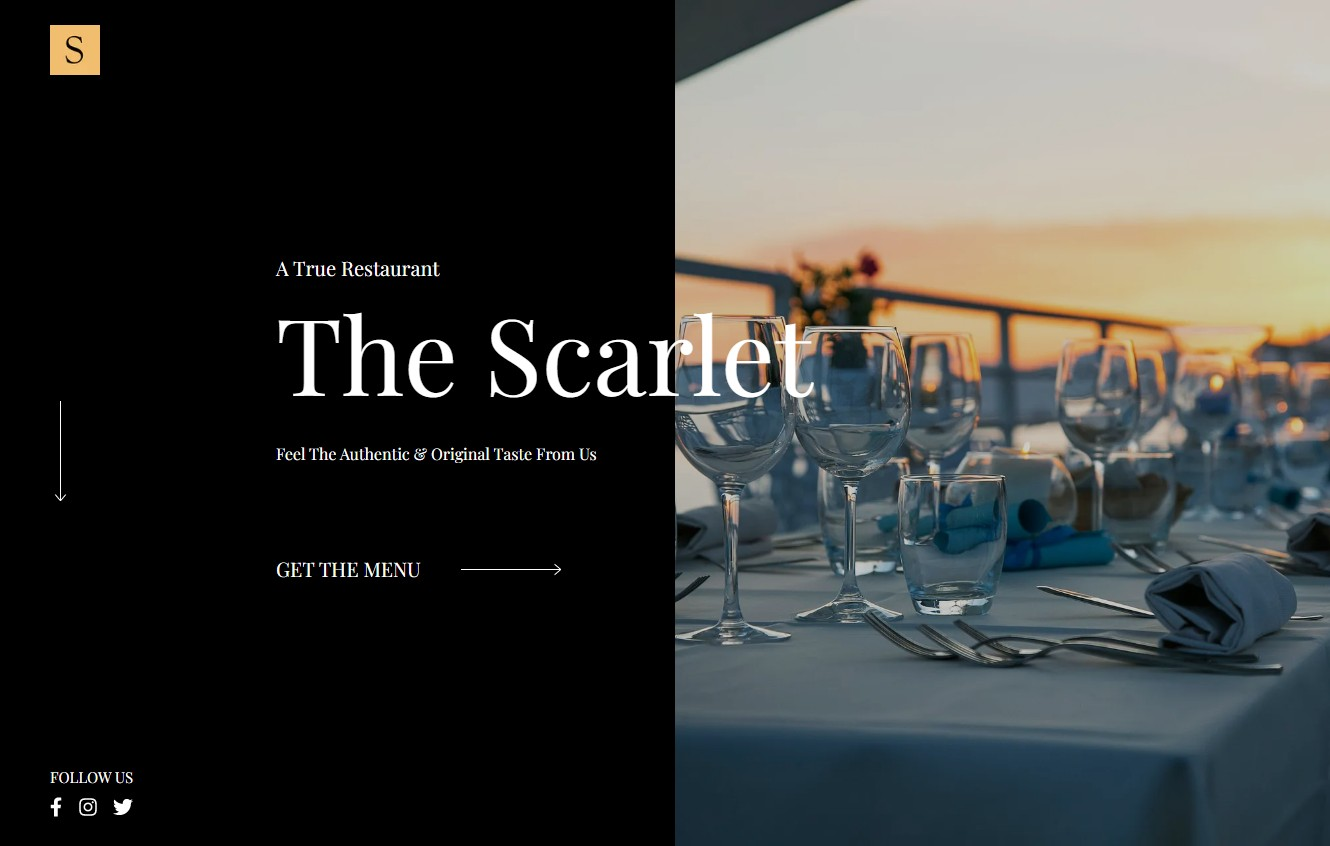 S
A True Restaurant
The Scarlet
Feel The Authentic & Original Taste From Us
GET THE MENU
FOLLOW US